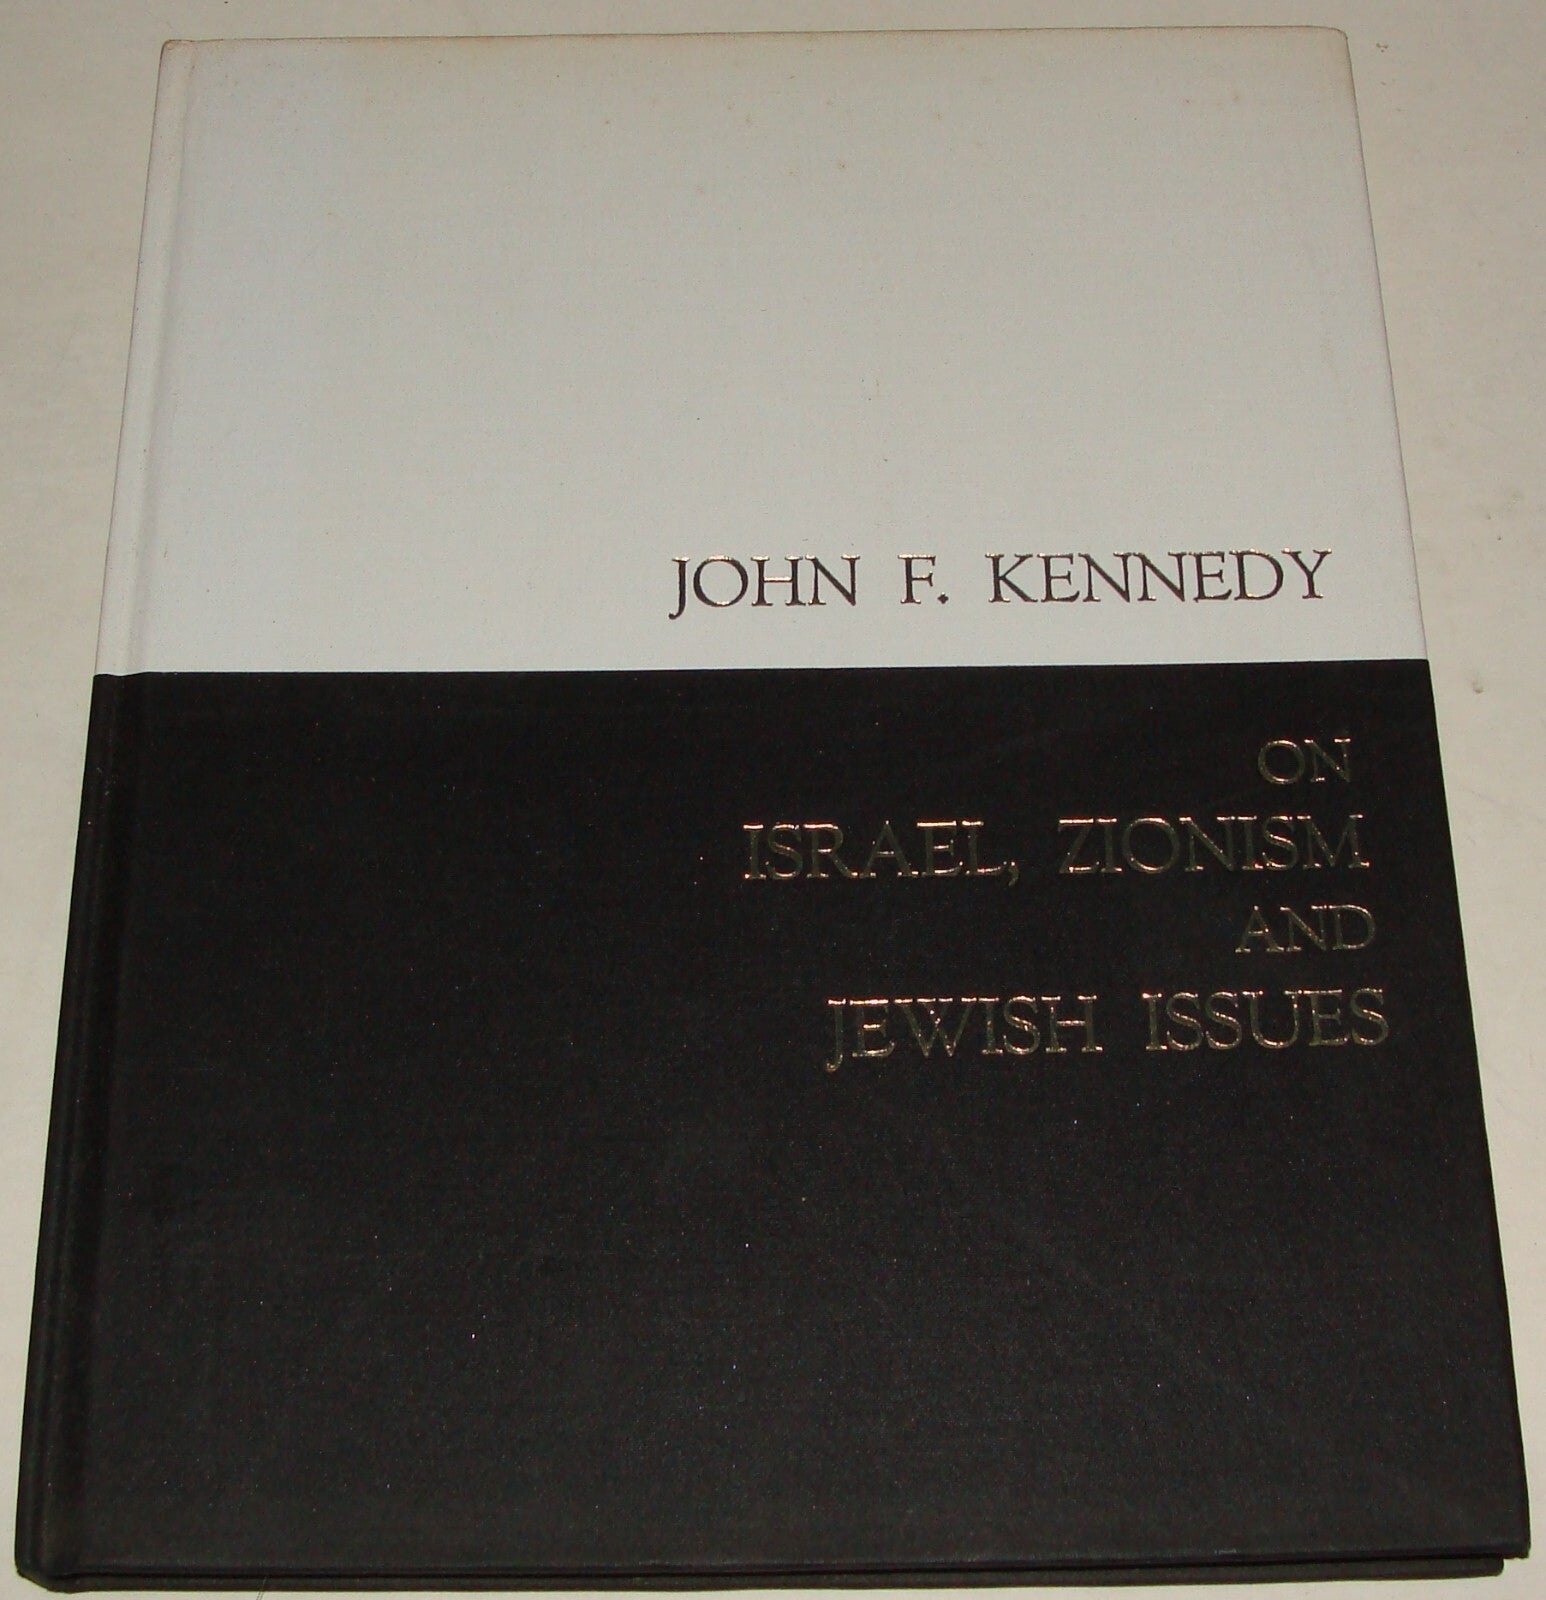 JOHN F. KENNEDY
ON
ISRAEL, ZIONISM
AND
JEWISH ISSUES